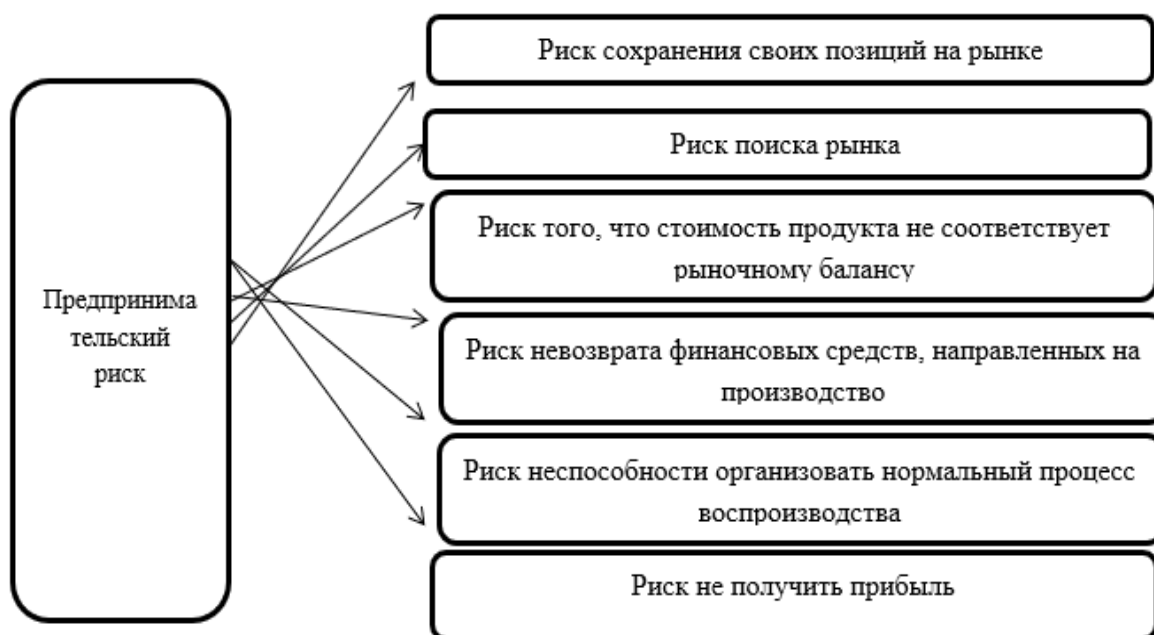 Риск сохранения своих позиций на рынке
Риск поиска рынка
Риск того, что стоимость продукта не соответствует
рыночному балансу
Предпринима
тельский
риск
Риск невозврата финансовых средств, направленных на
производство
Риск неспособности организовать нормальный процесс
воспроизводства
Риск не получить прибыль